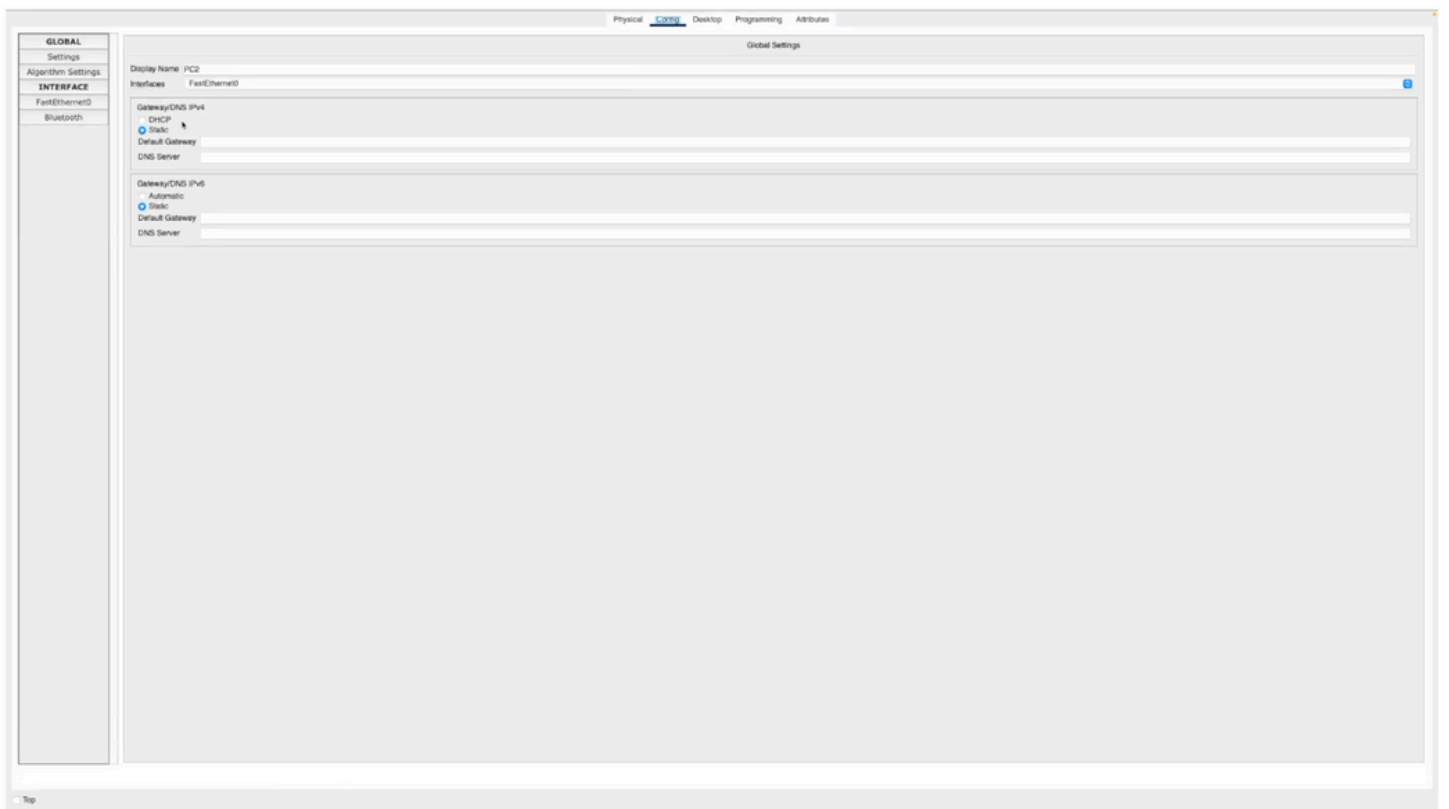 Physical Config Desktop Programming Attributes
GLOBAL
Settings
Algorithm Settings
INTERFACE
FastEthernet0
Bluetooth
Global Settings
Display Name PC2
Interfaces FastEthernet0
Gateway/DNS IPv4
DHCP
Static
Default Gateway
DNS Server
Gateway/DNS IPv6
Automatic
Static
Default Gateway
DNS Server
Top